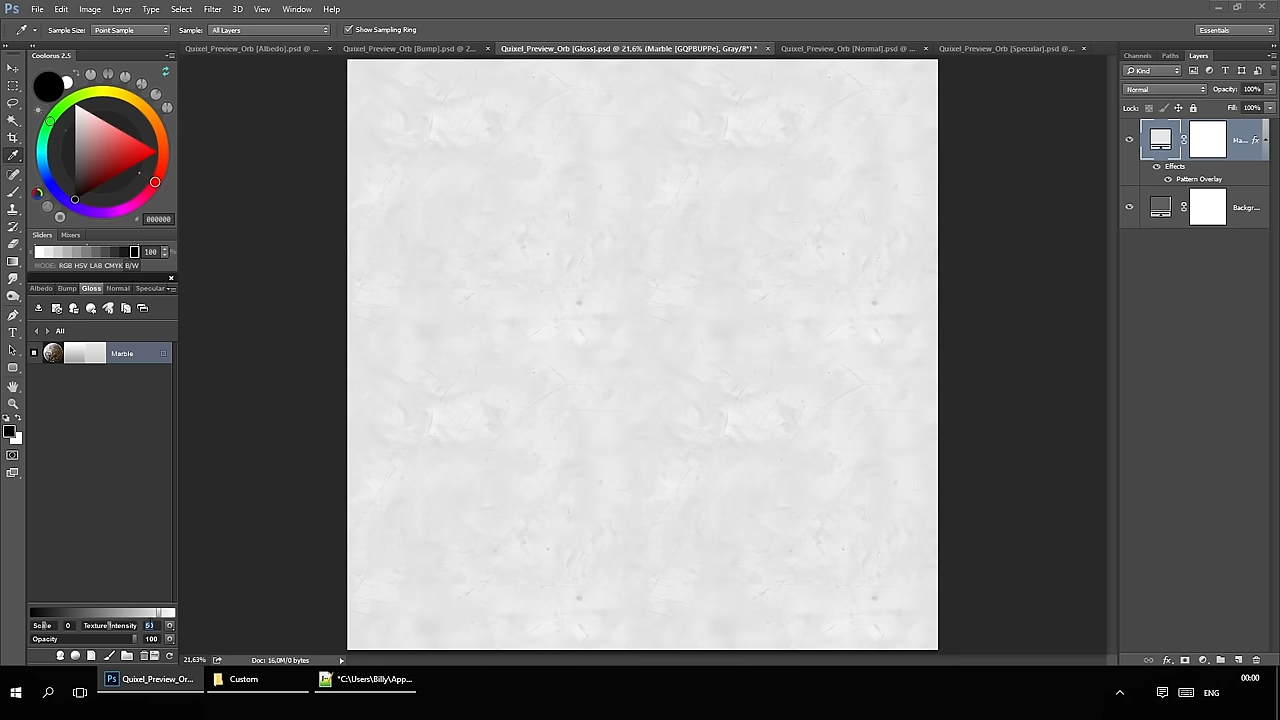 Ps File Edit Image Layer Type Select Filter 3D View Window Help
Sample Size: Point Sample Sample: All Layers Show Sampling Ring Essentials
Quixel_Preview_Orb [Albedo].psd @ ... × Quixel_Preview_Orb [Bump].psd @ 2... × Quixel_Preview_Orb [Gloss].psd @ 21,6% (Marble [GQPBUPPe], Gray/8*) * × Quixel_Preview_Orb [Normal].psd @ ... × Quixel_Preview_Orb [Specular].psd @... ×
Coolorus 2.5
Channels Paths Layers
Kind
Normal Opacity: 100%
Lock: Fill: 100%
Ma... fx
Effects
Pattern Overlay
Backgr...
# 000000
Sliders Mixers
100 %
MODE: RGB HSV LAB CMYK B/W
Albedo Bump Gloss Normal Specular
All
Marble
Scale 0 Texture Intensity
Opacity 100
21,63% Doc: 16,0M/0 bytes
fx
Ps Quixel_Preview_Or... Custom *C:\Users\Billy\App...
ENG
00:00